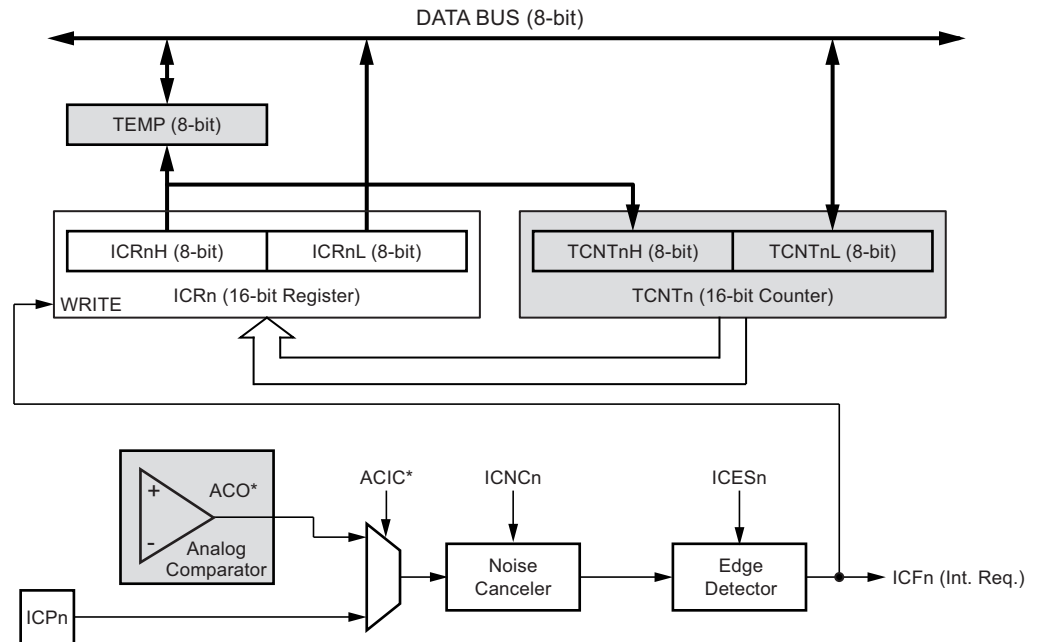 DATA BUS (8-bit)
TEMP (8-bit)
ICRnH (8-bit)
ICRnL (8-bit)
TCNTnH (8-bit)
TCNTnL (8-bit)
ICRn (16-bit Register)
TCNTn (16-bit Counter)
WRITE
+
ACO*
-
Analog
Comparator
ACIC*
ICNCn
ICESn
Noise
Canceler
Edge
Detector
ICFn (Int. Req.)
ICPn